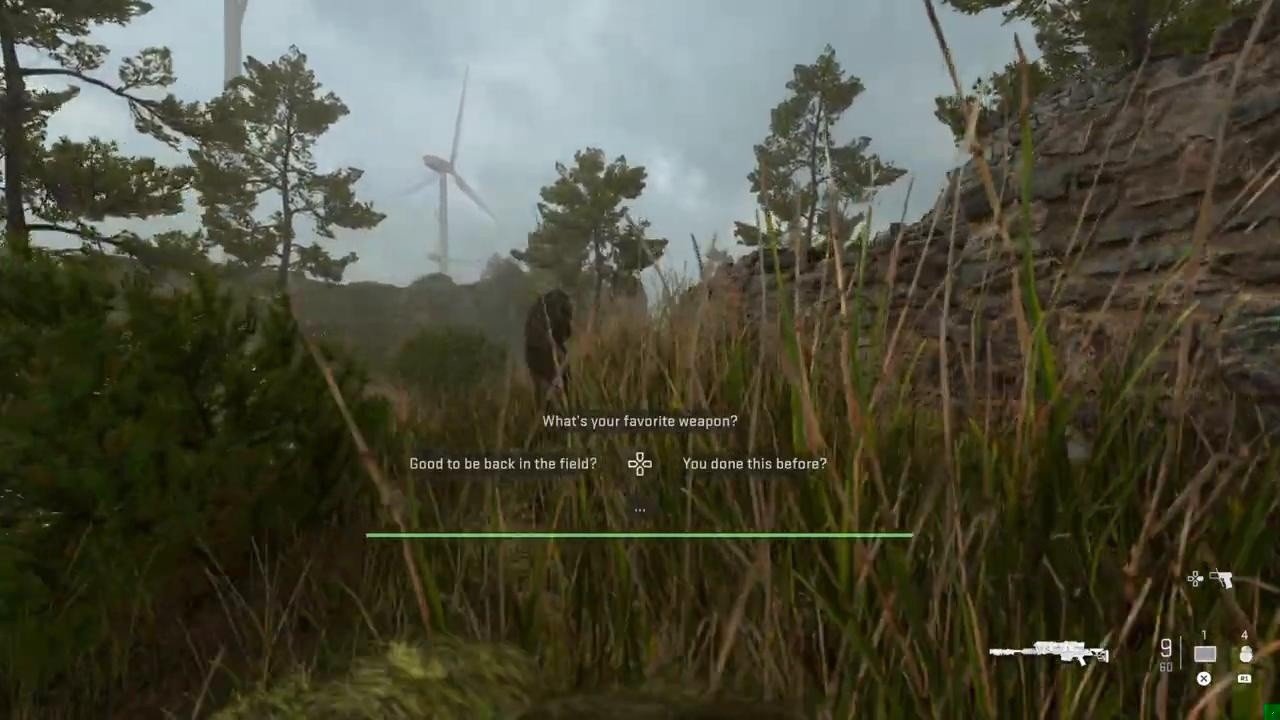 What's your favorite weapon?
Good to be back in the field?
You done this before?
...
9
60
1
4
R1